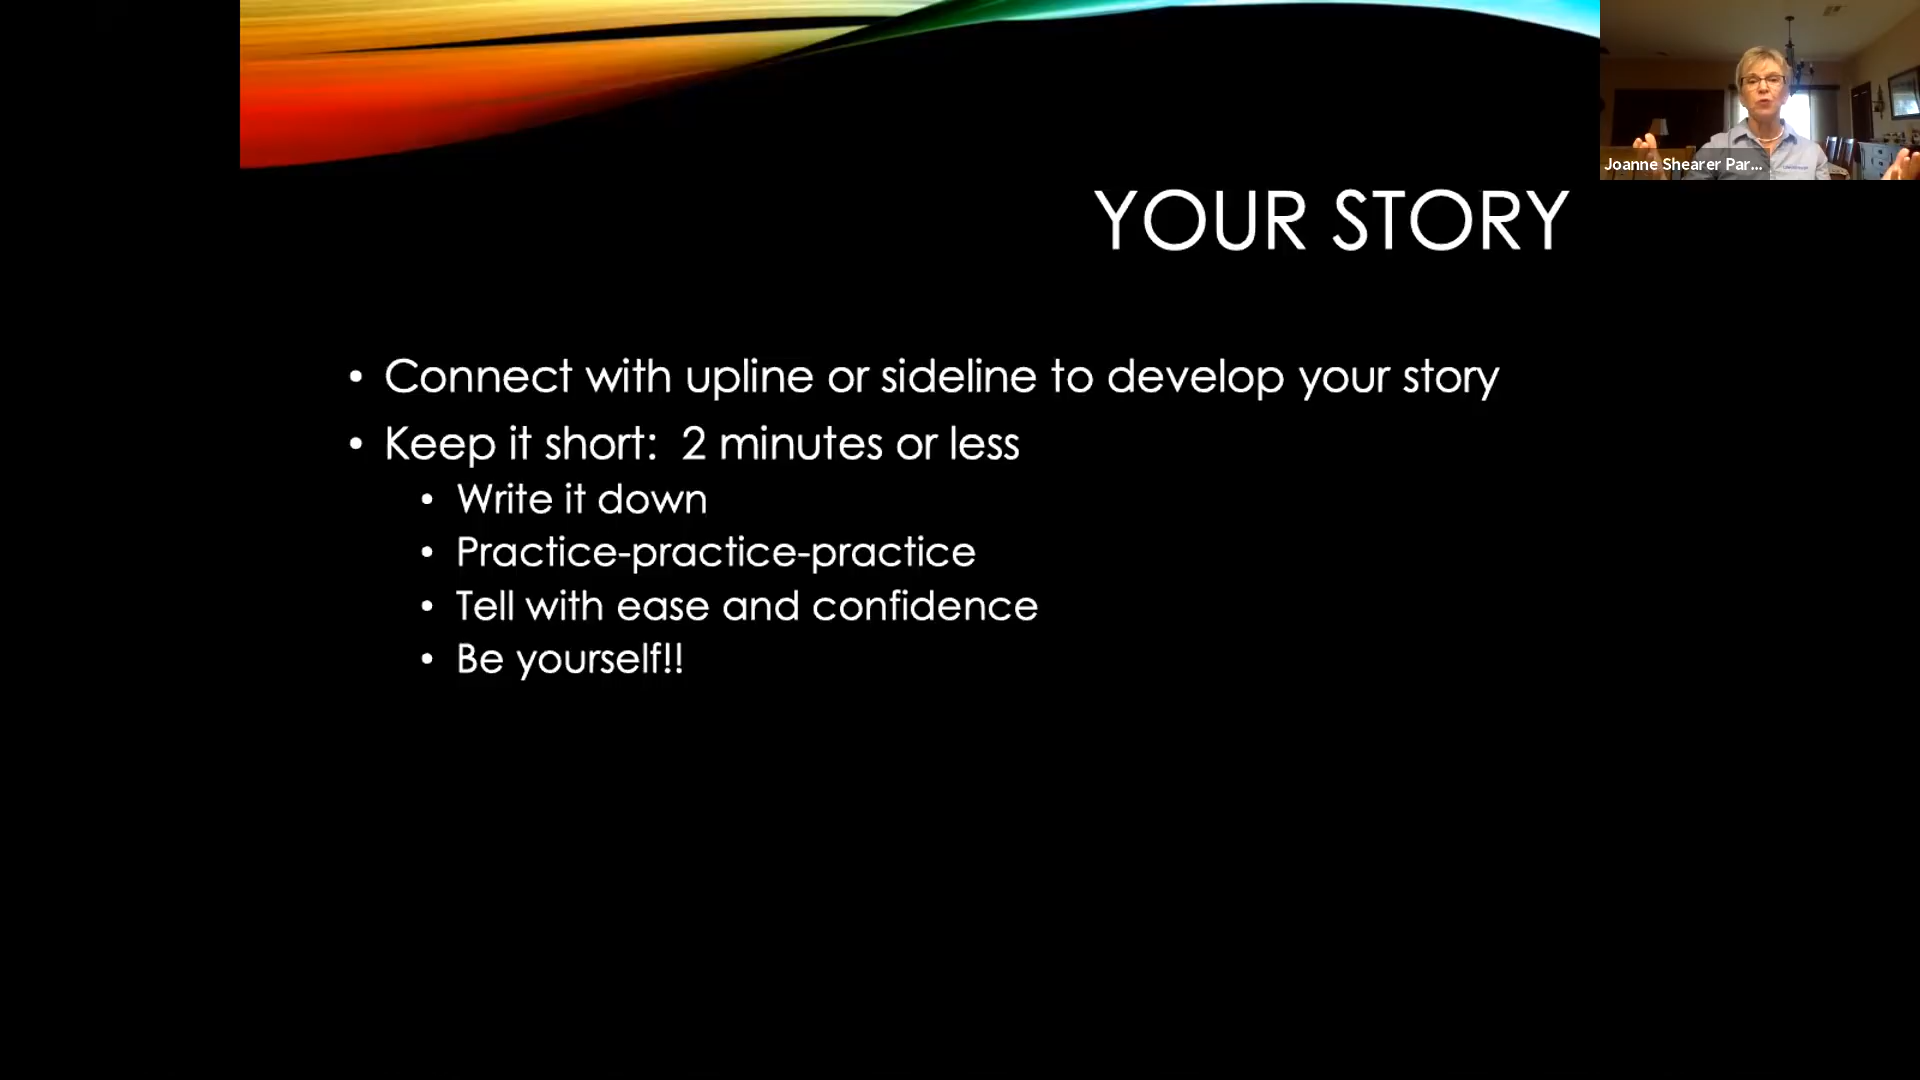 Joanne Shearer Par...
YOUR STORY
• Connect with upline or sideline to develop your story
• Keep it short:  2 minutes or less
• Write it down
• Practice-practice-practice
• Tell with ease and confidence
• Be yourself!!